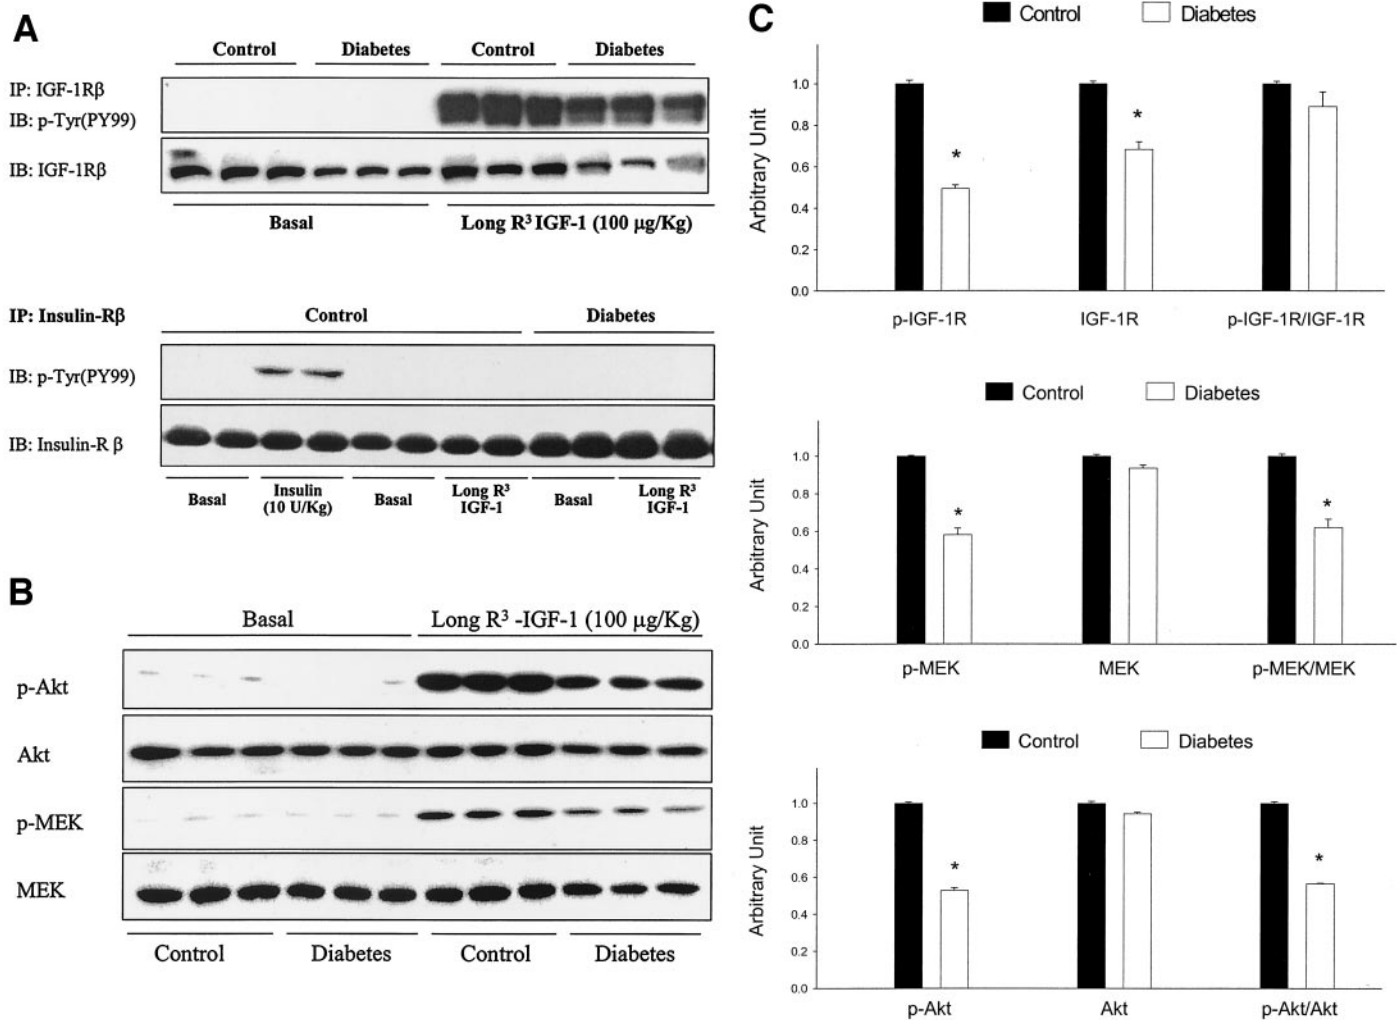 A
Control Diabetes Control Diabetes
IP: IGF-1Rβ
IB: p-Tyr(PY99)
IB: IGF-1Rβ
Basal Long R³ IGF-1 (100 µg/Kg)
IP: Insulin-Rβ Control Diabetes
IB: p-Tyr(PY99)
IB: Insulin-R β
Basal Insulin (10 U/Kg) Basal Long R³ IGF-1 Basal Long R³ IGF-1
B
Basal Long R³ -IGF-1 (100 µg/Kg)
p-Akt
Akt
p-MEK
MEK
Control Diabetes Control Diabetes
C
Control Diabetes
Arbitrary Unit
1.0
0.8
0.6
0.4
0.2
0.0
* *
p-IGF-1R IGF-1R p-IGF-1R/IGF-1R
Control Diabetes
Arbitrary Unit
1.0
0.8
0.6
0.4
0.2
0.0
* *
p-MEK MEK p-MEK/MEK
Control Diabetes
Arbitrary Unit
1.0
0.8
0.6
0.4
0.2
0.0
* *
p-Akt Akt p-Akt/Akt